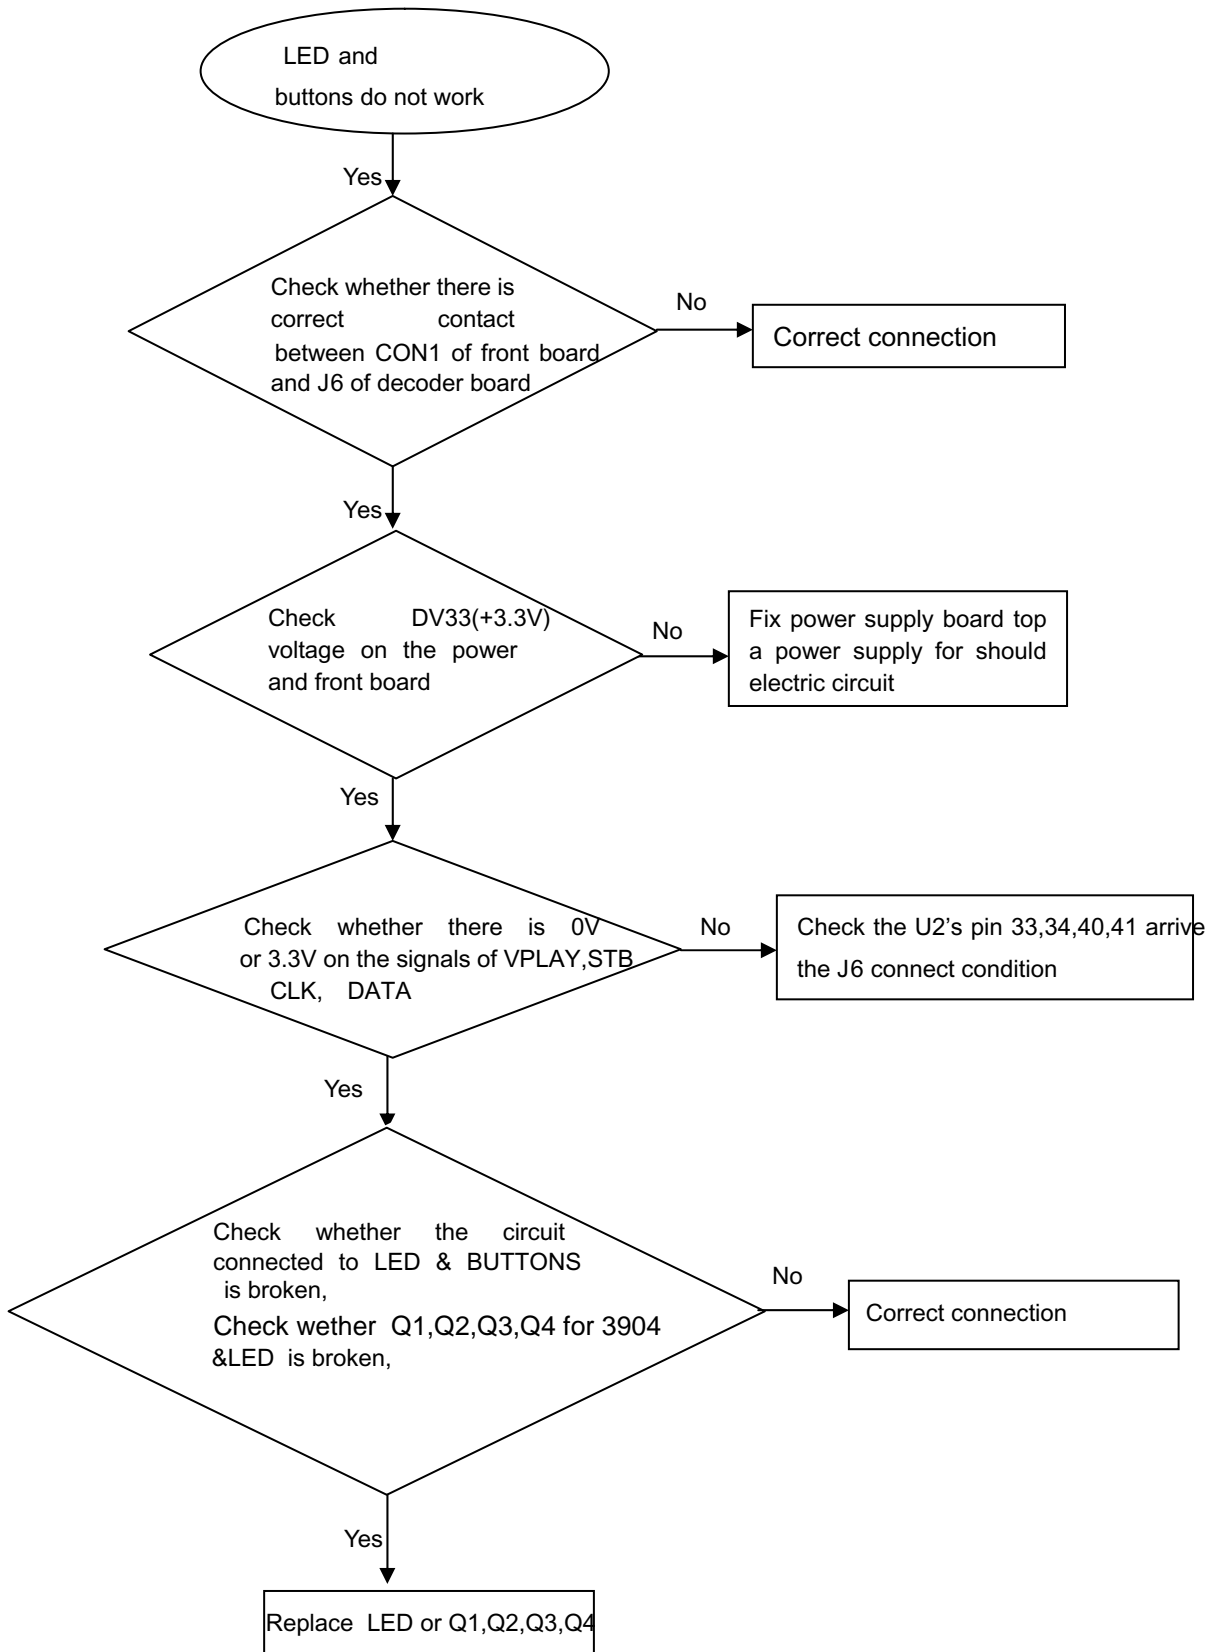 LED and
buttons do not work
Yes
Check whether there is
correct contact
between CON1 of front board
and J6 of decoder board
No
Correct connection
Yes
Check DV33(+3.3V)
voltage on the power
and front board
No
Fix power supply board top
a power supply for should
electric circuit
Yes
Check whether there is 0V
or 3.3V on the signals of VPLAY,STB
CLK, DATA
No
Check the U2's pin 33,34,40,41 arrive
the J6 connect condition
Yes
Check whether the circuit
connected to LED & BUTTONS
is broken,
Check wether Q1,Q2,Q3,Q4 for 3904
&LED is broken,
No
Correct connection
Yes
Replace LED or Q1,Q2,Q3,Q4